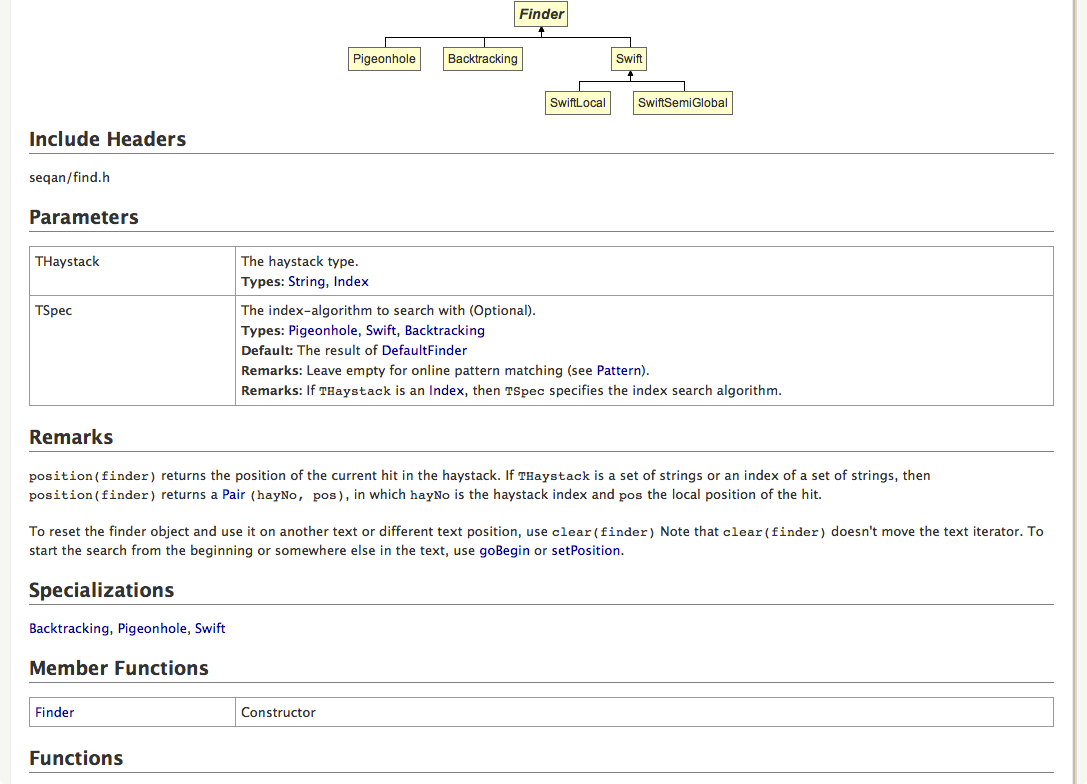 Finder
Pigeonhole Backtracking Swift
SwiftLocal SwiftSemiGlobal
Include Headers
seqan/find.h
Parameters
THaystack The haystack type.
Types: String, Index
TSpec The index-algorithm to search with (Optional).
Types: Pigeonhole, Swift, Backtracking
Default: The result of DefaultFinder
Remarks: Leave empty for online pattern matching (see Pattern).
Remarks: If THaystack is an Index, then TSpec specifies the index search algorithm.
Remarks
position(finder) returns the position of the current hit in the haystack. If THaystack is a set of strings or an index of a set of strings, then
position(finder) returns a Pair (hayNo, pos), in which hayNo is the haystack index and pos the local position of the hit.
To reset the finder object and use it on another text or different text position, use clear(finder) Note that clear(finder) doesn't move the text iterator. To
start the search from the beginning or somewhere else in the text, use goBegin or setPosition.
Specializations
Backtracking, Pigeonhole, Swift
Member Functions
Finder Constructor
Functions